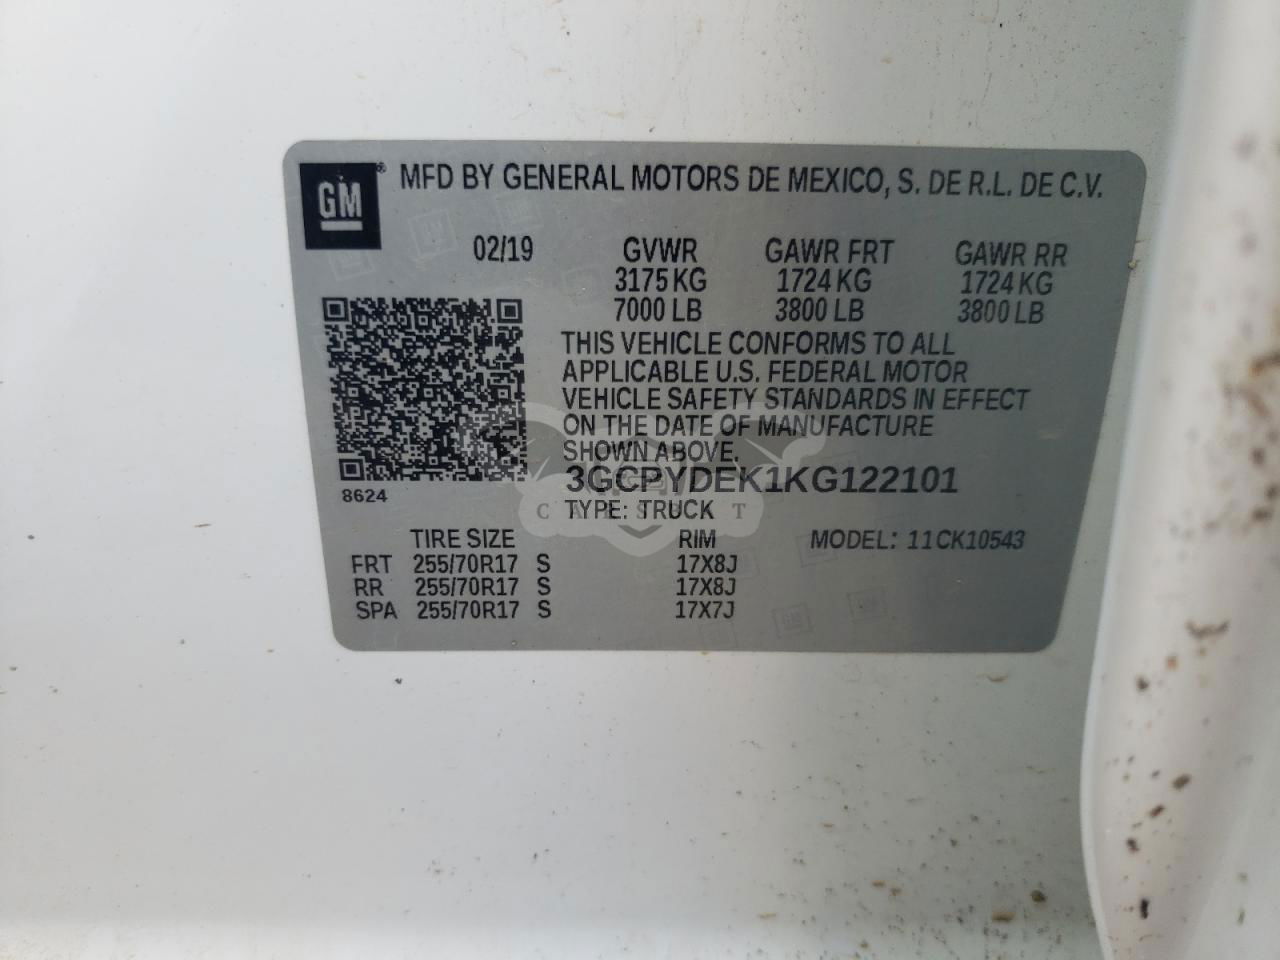 GM ® MFD BY GENERAL MOTORS DE MEXICO, S. DE R.L. DE C.V.
02/19 GVWR GAWR FRT GAWR RR
3175 KG 1724 KG 1724 KG
7000 LB 3800 LB 3800 LB
THIS VEHICLE CONFORMS TO ALL
APPLICABLE U.S. FEDERAL MOTOR
VEHICLE SAFETY STANDARDS IN EFFECT
ON THE DATE OF MANUFACTURE
SHOWN ABOVE.
3GCPYDEK1KG122101
8624
TYPE: TRUCK
TIRE SIZE RIM MODEL: 11CK10543
FRT 255/70R17 S 17X8J
RR 255/70R17 S 17X8J
SPA 255/70R17 S 17X7J